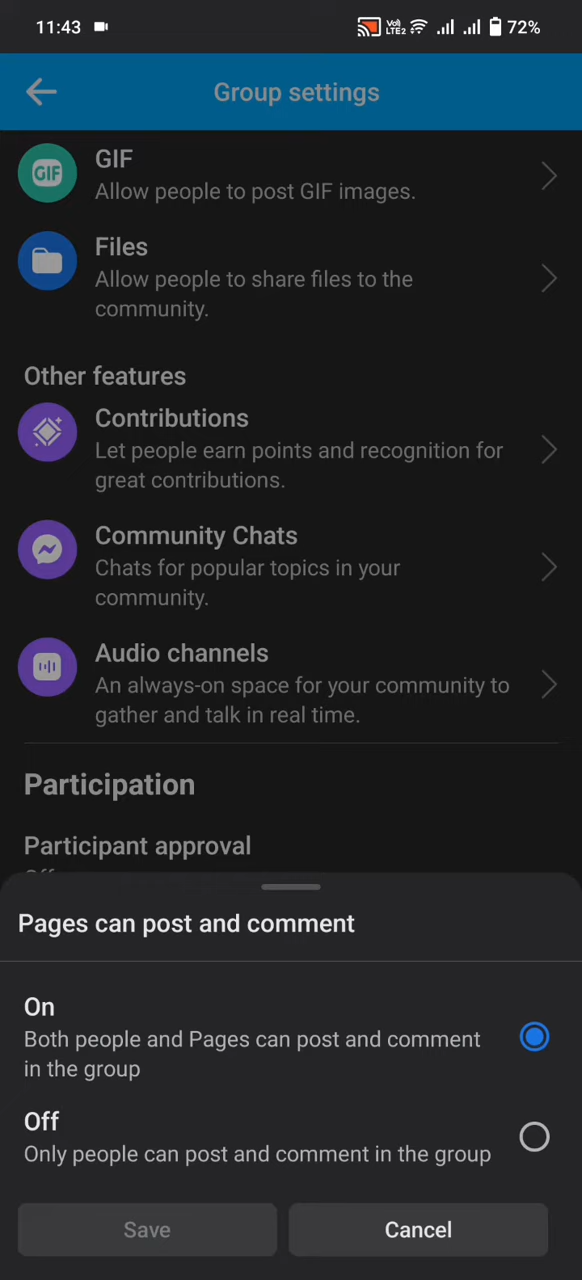 11:43
Vo)
LTE2
72%
Group settings
GIF
GIF
Allow people to post GIF images.
Files
Allow people to share files to the
community.
Other features
Contributions
Let people earn points and recognition for
great contributions.
Community Chats
Chats for popular topics in your
community.
Audio channels
An always-on space for your community to
gather and talk in real time.
Participation
Participant approval
Off
Pages can post and comment
On
Both people and Pages can post and comment
in the group
Off
Only people can post and comment in the group
Save
Cancel